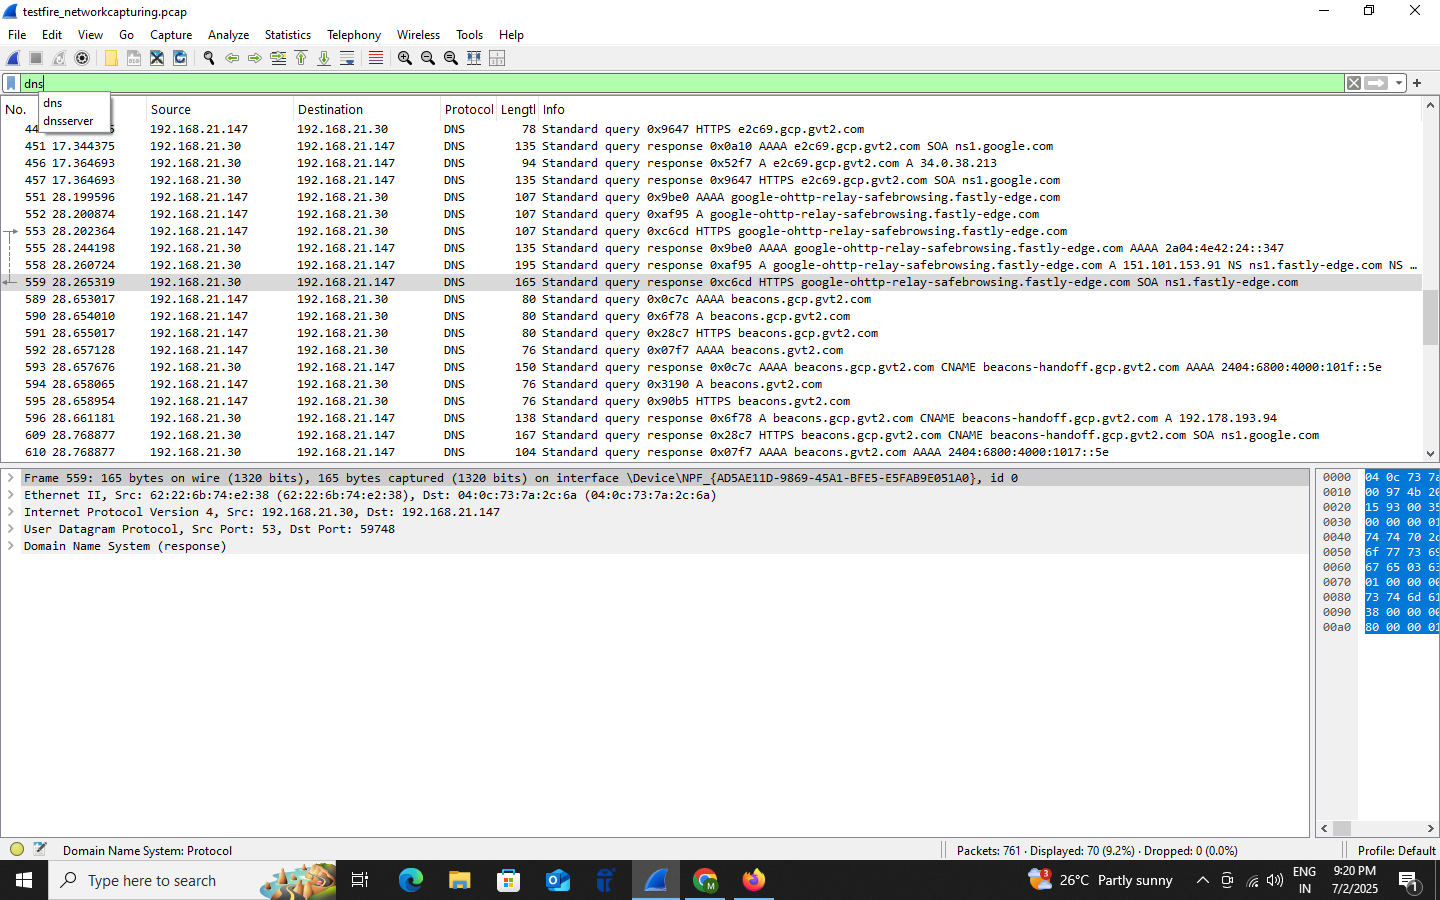 testfire_networkcapturing.pcap
File Edit View Go Capture Analyze Statistics Telephony Wireless Tools Help
dns
No. Source Destination Protocol Lengtl Info
dns
dnsserver
192.168.21.147 192.168.21.30 DNS 78 Standard query 0x9647 HTTPS e2c69.gcp.gvt2.com
451 17.344375 192.168.21.30 192.168.21.147 DNS 135 Standard query response 0x0a10 AAAA e2c69.gcp.gvt2.com SOA ns1.google.com
456 17.364693 192.168.21.30 192.168.21.147 DNS 94 Standard query response 0x52f7 A e2c69.gcp.gvt2.com A 34.0.38.213
457 17.364693 192.168.21.30 192.168.21.147 DNS 135 Standard query response 0x9647 HTTPS e2c69.gcp.gvt2.com SOA ns1.google.com
551 28.199596 192.168.21.147 192.168.21.30 DNS 107 Standard query 0x9be0 AAAA google-ohttp-relay-safebrowsing.fastly-edge.com
552 28.200874 192.168.21.147 192.168.21.30 DNS 107 Standard query 0xaf95 A google-ohttp-relay-safebrowsing.fastly-edge.com
553 28.202364 192.168.21.147 192.168.21.30 DNS 107 Standard query 0xc6cd HTTPS google-ohttp-relay-safebrowsing.fastly-edge.com
555 28.244198 192.168.21.30 192.168.21.147 DNS 135 Standard query response 0x9be0 AAAA google-ohttp-relay-safebrowsing.fastly-edge.com AAAA 2a04:4e42:24::347
558 28.260724 192.168.21.30 192.168.21.147 DNS 195 Standard query response 0xaf95 A google-ohttp-relay-safebrowsing.fastly-edge.com A 151.101.153.91 NS ns1.fastly-edge.com NS …
559 28.265319 192.168.21.30 192.168.21.147 DNS 165 Standard query response 0xc6cd HTTPS google-ohttp-relay-safebrowsing.fastly-edge.com SOA ns1.fastly-edge.com
589 28.653017 192.168.21.147 192.168.21.30 DNS 80 Standard query 0x0c7c AAAA beacons.gcp.gvt2.com
590 28.654010 192.168.21.147 192.168.21.30 DNS 80 Standard query 0x6f78 A beacons.gcp.gvt2.com
591 28.655017 192.168.21.147 192.168.21.30 DNS 80 Standard query 0x28c7 HTTPS beacons.gcp.gvt2.com
592 28.657128 192.168.21.147 192.168.21.30 DNS 76 Standard query 0x07f7 AAAA beacons.gvt2.com
593 28.657676 192.168.21.30 192.168.21.147 DNS 150 Standard query response 0x0c7c AAAA beacons.gcp.gvt2.com CNAME beacons-handoff.gcp.gvt2.com AAAA 2404:6800:4000:101f::5e
594 28.658065 192.168.21.147 192.168.21.30 DNS 76 Standard query 0x3190 A beacons.gvt2.com
595 28.658954 192.168.21.147 192.168.21.30 DNS 76 Standard query 0x90b5 HTTPS beacons.gvt2.com
596 28.661181 192.168.21.30 192.168.21.147 DNS 138 Standard query response 0x6f78 A beacons.gcp.gvt2.com CNAME beacons-handoff.gcp.gvt2.com A 192.178.193.94
609 28.768877 192.168.21.30 192.168.21.147 DNS 167 Standard query response 0x28c7 HTTPS beacons.gcp.gvt2.com CNAME beacons-handoff.gcp.gvt2.com SOA ns1.google.com
610 28.768877 192.168.21.30 192.168.21.147 DNS 104 Standard query response 0x07f7 AAAA beacons.gvt2.com AAAA 2404:6800:4000:1017::5e
Frame 559: 165 bytes on wire (1320 bits), 165 bytes captured (1320 bits) on interface \Device\NPF_{AD5AE11D-9869-45A1-BFE5-E5FAB9E051A0}, id 0
Ethernet II, Src: 62:22:6b:74:e2:38 (62:22:6b:74:e2:38), Dst: 04:0c:73:7a:2c:6a (04:0c:73:7a:2c:6a)
Internet Protocol Version 4, Src: 192.168.21.30, Dst: 192.168.21.147
User Datagram Protocol, Src Port: 53, Dst Port: 59748
Domain Name System (response)
0000 04 0c 73 7a
0010 00 97 4b 20
0020 15 93 00 35
0030 00 00 00 01
0040 74 74 70 2d
0050 6f 77 73 69
0060 67 65 03 63
0070 01 00 00 00
0080 73 74 6d 61
0090 38 00 00 00
00a0 80 00 00 01
Domain Name System: Protocol
Packets: 761 · Displayed: 70 (9.2%) · Dropped: 0 (0.0%)
Profile: Default
Type here to search
3
26°C Partly sunny
ENG
IN
9:20 PM
7/2/2025
1